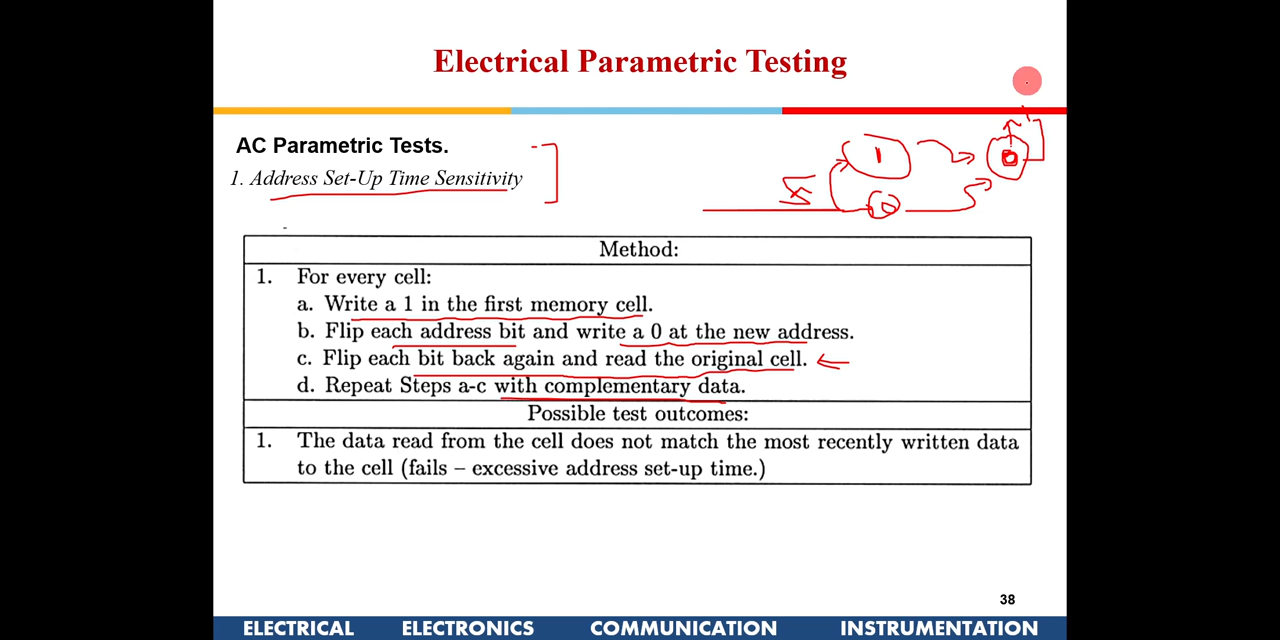 Electrical Parametric Testing
AC Parametric Tests.
1. Address Set-Up Time Sensitivity
1
0
0
Method:
1. For every cell:
a. Write a 1 in the first memory cell.
b. Flip each address bit and write a 0 at the new address.
c. Flip each bit back again and read the original cell.
d. Repeat Steps a-c with complementary data.
Possible test outcomes:
1. The data read from the cell does not match the most recently written data
to the cell (fails – excessive address set-up time.)
38
ELECTRICAL ELECTRONICS COMMUNICATION INSTRUMENTATION